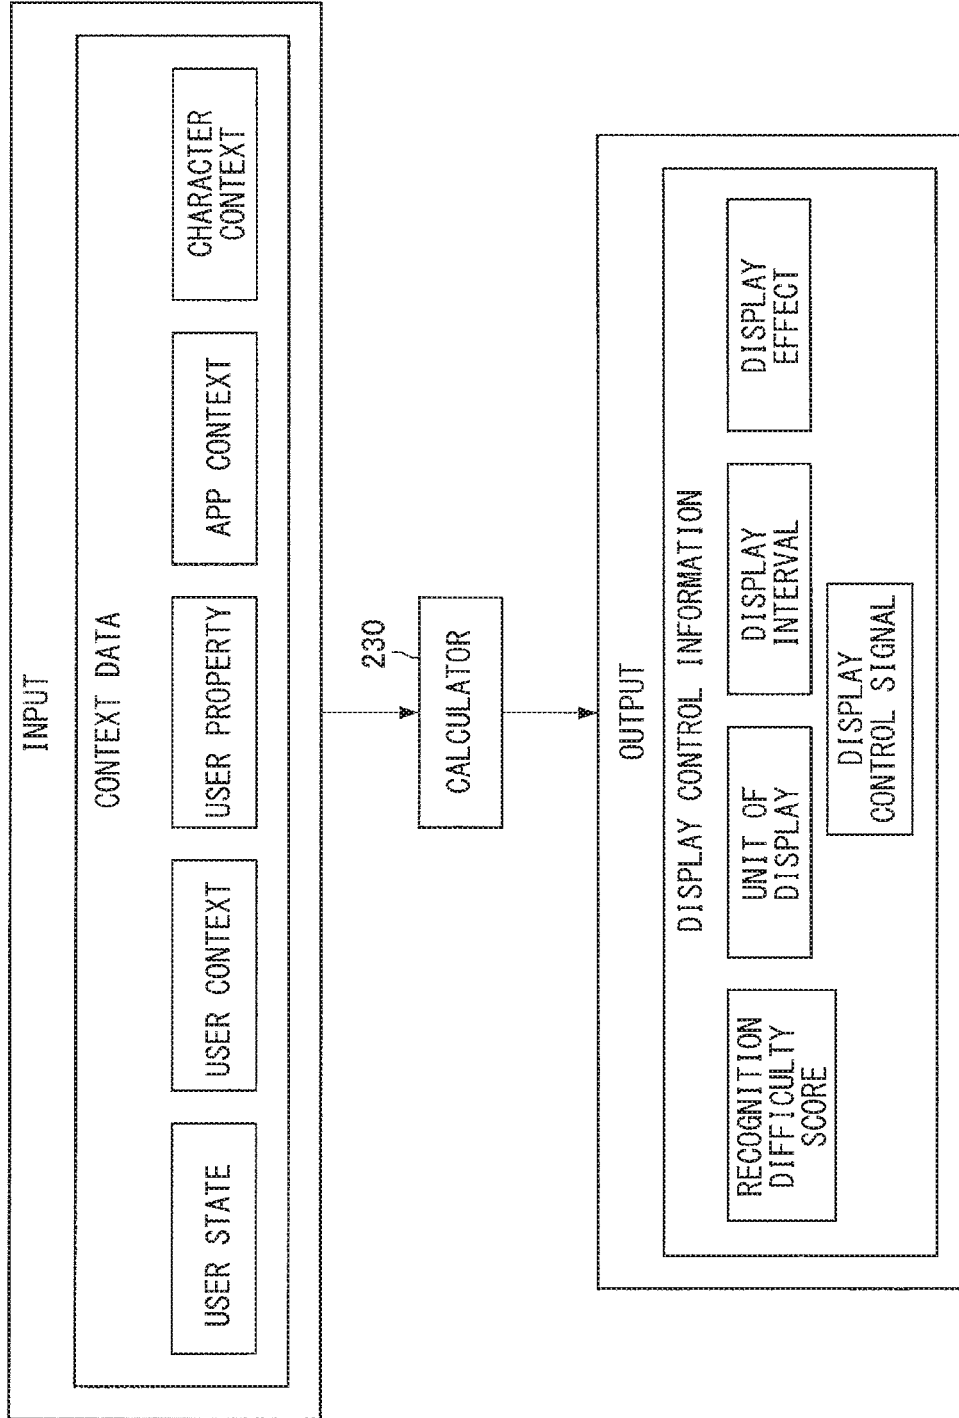 INPUT
CONTEXT DATA
USER STATE
USER CONTEXT
USER PROPERTY
APP CONTEXT
CHARACTER
CONTEXT
230
CALCULATOR
OUTPUT
DISPLAY CONTROL INFORMATION
RECOGNITION
DIFFICULTY
SCORE
UNIT OF
DISPLAY
DISPLAY
INTERVAL
DISPLAY
EFFECT
DISPLAY
CONTROL SIGNAL